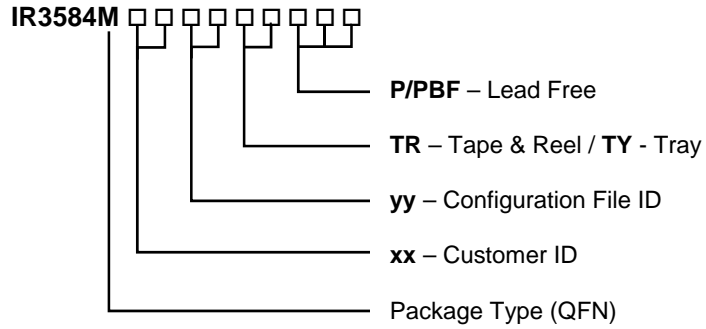 IR3584M □ □ □ □ □ □ □ □ □
P/PBF – Lead Free
TR – Tape & Reel / TY - Tray
yy – Configuration File ID
xx – Customer ID
Package Type (QFN)